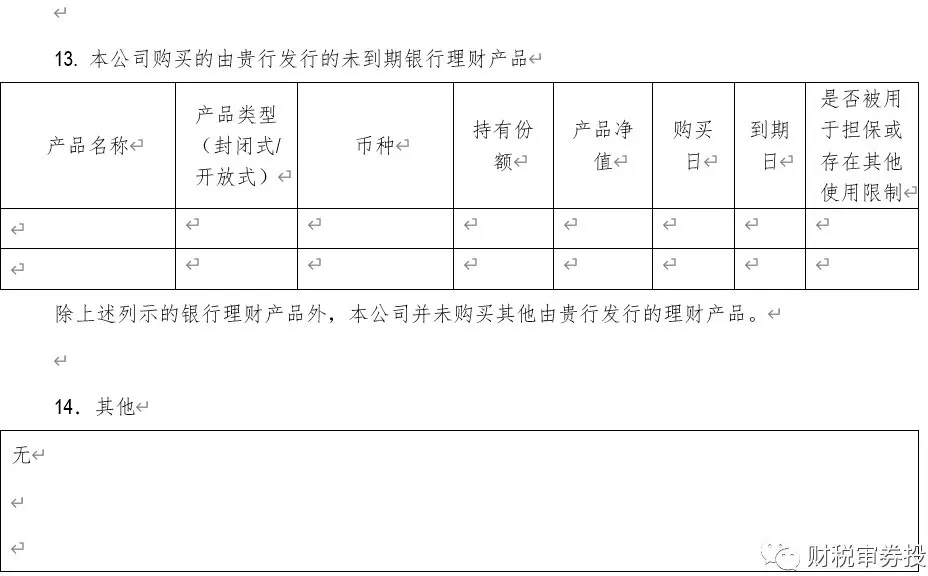 13. 本公司购买的由贵行发行的未到期银行理财产品
产品名称
产品类型
（封闭式/
开放式）
币种
持有份
额
产品净
值
购买
日
到期
日
是否被用
于担保或
存在其他
使用限制
除上述列示的银行理财产品外，本公司并未购买其他由贵行发行的理财产品。
14. 其他
无
财税审券投